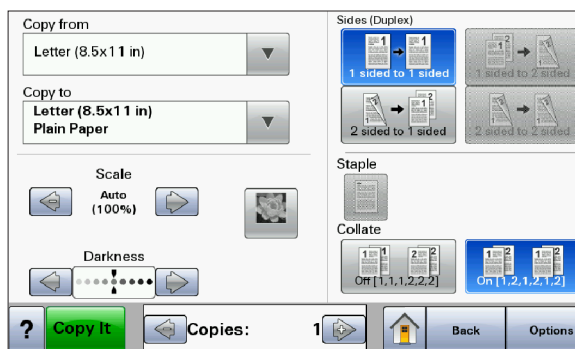 Copy from
Letter (8.5x11 in)
Copy to
Letter (8.5x11 in)
Plain Paper
Scale
Auto
(100%)
Darkness
Sides (Duplex)
1 sided to 1 sided
1 sided to 2 sided
2 sided to 1 sided
2 sided to 2 sided
Staple
Collate
Off [1,1,1,2,2,2]
On [1,2,1,2,1,2]
? Copy It
Copies: 1
Back
Options